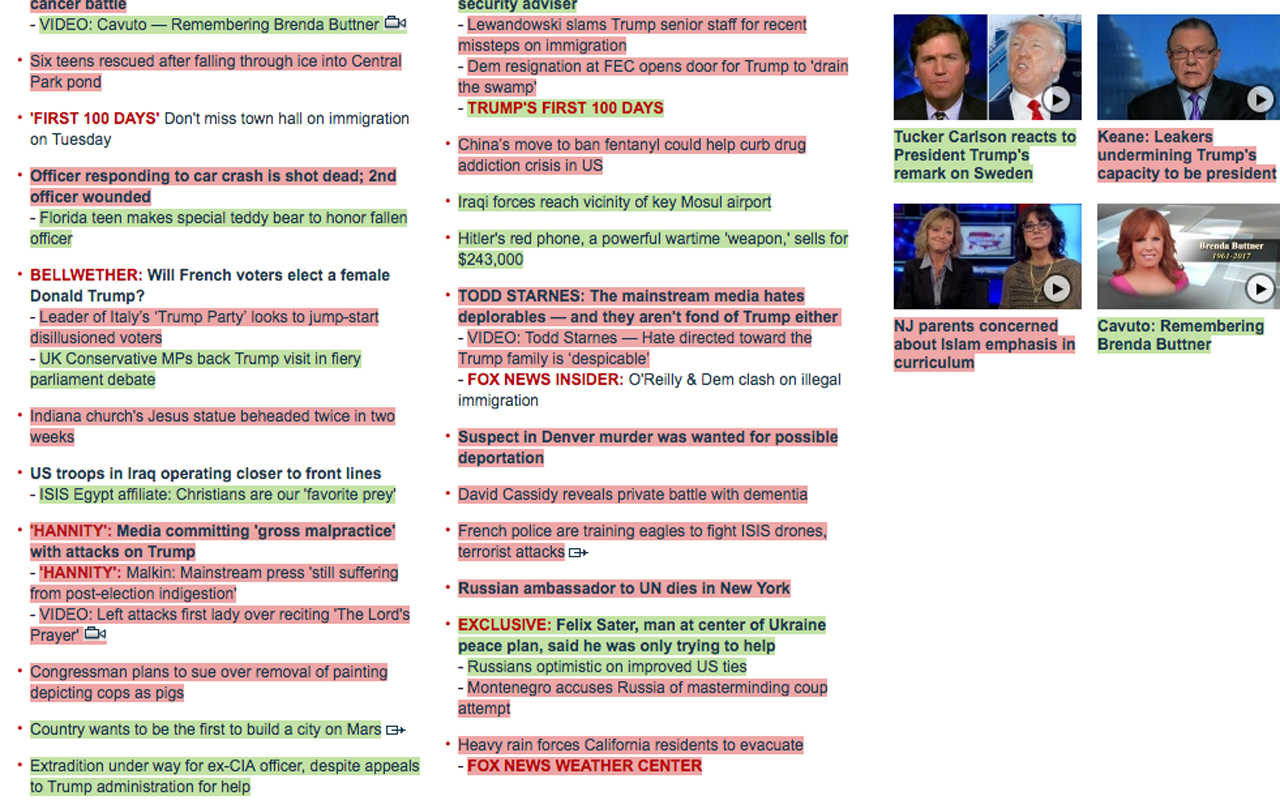 cancer battle
- VIDEO: Cavuto — Remembering Brenda Buttner
• Six teens rescued after falling through ice into Central
Park pond
• 'FIRST 100 DAYS' Don't miss town hall on immigration
on Tuesday
• Officer responding to car crash is shot dead; 2nd
officer wounded
- Florida teen makes special teddy bear to honor fallen
officer
• BELLWETHER: Will French voters elect a female
Donald Trump?
- Leader of Italy's ‘Trump Party’ looks to jump-start
disillusioned voters
- UK Conservative MPs back Trump visit in fiery
parliament debate
• Indiana church's Jesus statue beheaded twice in two
weeks
• US troops in Iraq operating closer to front lines
- ISIS Egypt affiliate: Christians are our 'favorite prey'
• 'HANNITY': Media committing 'gross malpractice'
with attacks on Trump
- 'HANNITY': Malkin: Mainstream press 'still suffering
from post-election indigestion'
- VIDEO: Left attacks first lady over reciting 'The Lord's
Prayer'
• Congressman plans to sue over removal of painting
depicting cops as pigs
• Country wants to be the first to build a city on Mars
• Extradition under way for ex-CIA officer, despite appeals
to Trump administration for help
security adviser
- Lewandowski slams Trump senior staff for recent
missteps on immigration
- Dem resignation at FEC opens door for Trump to 'drain
the swamp'
- TRUMP'S FIRST 100 DAYS
• China’s move to ban fentanyl could help curb drug
addiction crisis in US
• Iraqi forces reach vicinity of key Mosul airport
• Hitler's red phone, a powerful wartime 'weapon,' sells for
$243,000
• TODD STARNES: The mainstream media hates
deplorables — and they aren't fond of Trump either
- VIDEO: Todd Starnes — Hate directed toward the
Trump family is 'despicable'
- FOX NEWS INSIDER: O'Reilly & Dem clash on illegal
immigration
• Suspect in Denver murder was wanted for possible
deportation
• David Cassidy reveals private battle with dementia
• French police are training eagles to fight ISIS drones,
terrorist attacks
• Russian ambassador to UN dies in New York
• EXCLUSIVE: Felix Sater, man at center of Ukraine
peace plan, said he was only trying to help
- Russians optimistic on improved US ties
- Montenegro accuses Russia of masterminding coup
attempt
• Heavy rain forces California residents to evacuate
- FOX NEWS WEATHER CENTER
Tucker Carlson reacts to
President Trump's
remark on Sweden
Keane: Leakers
undermining Trump's
capacity to be president
Brenda Buttner
1961-2017
NJ parents concerned
about Islam emphasis in
curriculum
Cavuto: Remembering
Brenda Buttner